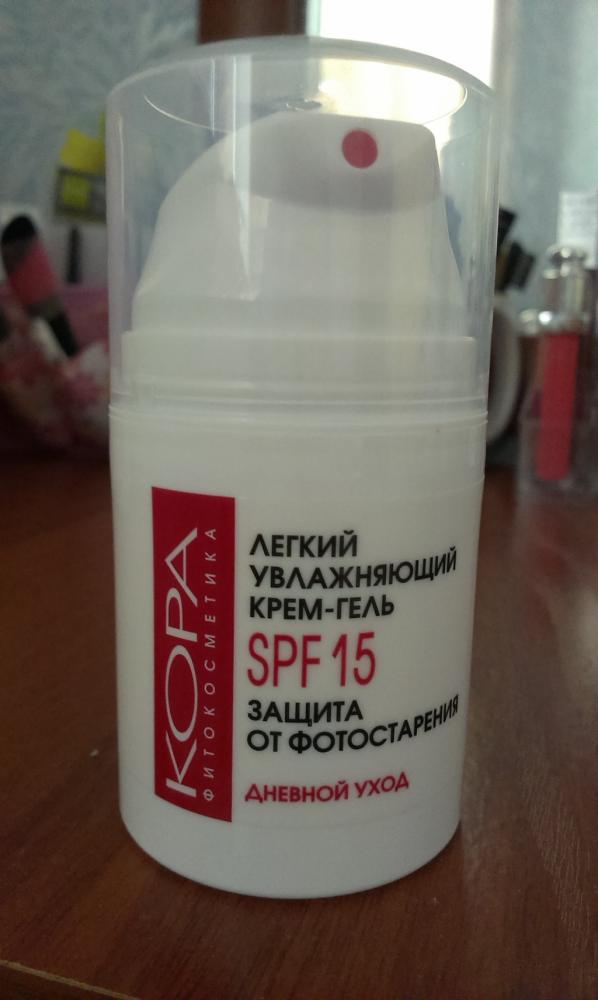 КОРА
ФИТОКОСМЕТИКА
ЛЕГКИЙ
УВЛАЖНЯЮЩИЙ
КРЕМ-ГЕЛЬ
SPF 15
ЗАЩИТА
ОТ ФОТОСТАРЕНИЯ
ДНЕВНОЙ УХОД